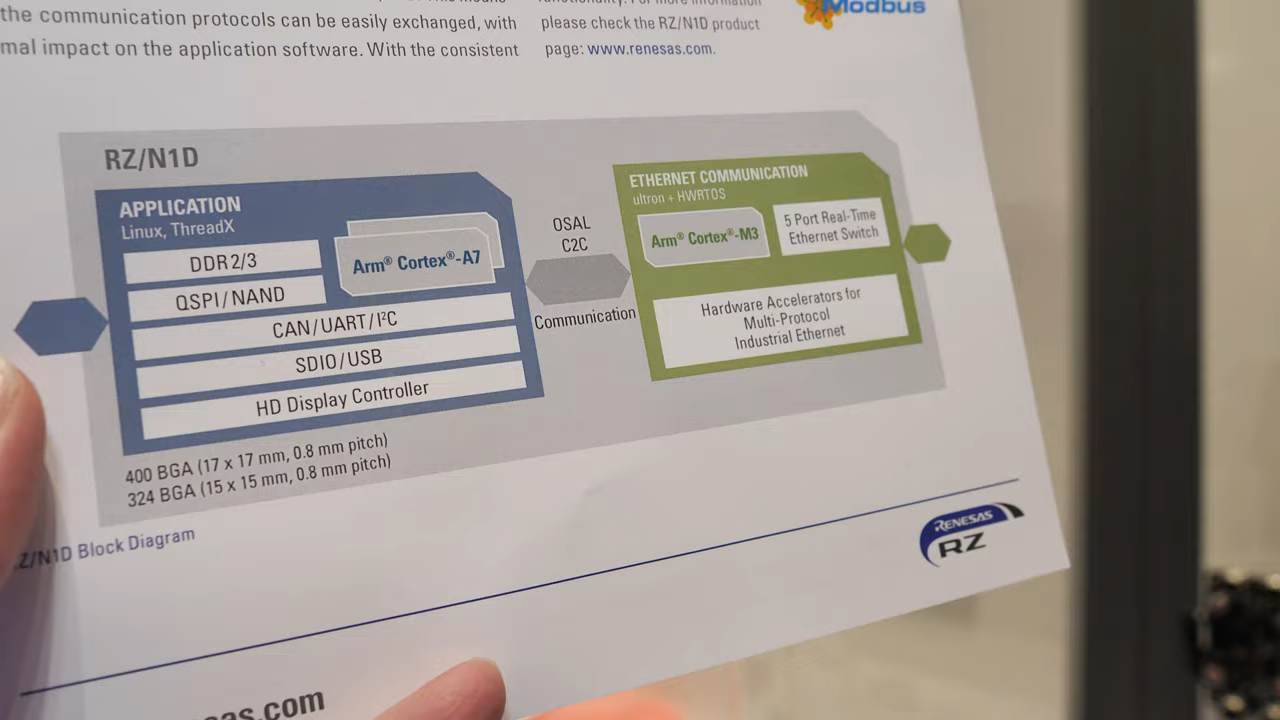 the communication protocols can be easily exchanged, with
mal impact on the application software. With the consistent
please check the RZ/N1D product
page: www.renesas.com.
Modbus
RZ/N1D
APPLICATION
Linux, ThreadX
DDR2/3
QSPI/NAND
Arm® Cortex®-A7
CAN/UART/I²C
SDIO/USB
HD Display Controller
OSAL
C2C
Communication
ETHERNET COMMUNICATION
ultron + HWRTOS
Arm® Cortex®-M3
5 Port Real-Time
Ethernet Switch
Hardware Accelerators for
Multi-Protocol
Industrial Ethernet
400 BGA (17 x 17 mm, 0.8 mm pitch)
324 BGA (15 x 15 mm, 0.8 mm pitch)
Z/N1D Block Diagram
RENESAS
RZ
sas.com